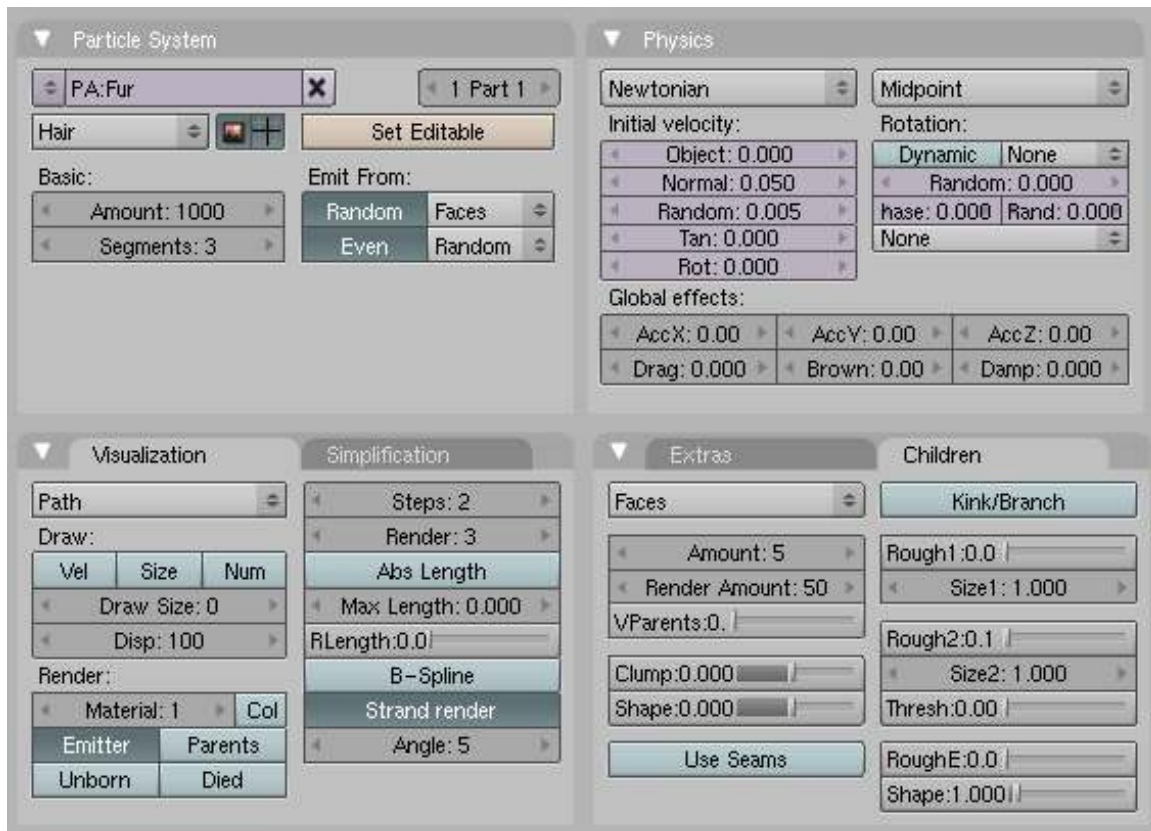 Particle System
PA:Fur
1 Part 1
Hair
Set Editable
Basic:
Amount: 1000
Segments: 3
Emit From:
Random Faces
Even Random
Physics
Newtonian
Midpoint
Initial velocity:
Object: 0.000
Normal: 0.050
Random: 0.005
Tan: 0.000
Rot: 0.000
Rotation:
Dynamic None
Random: 0.000
hase: 0.000 Rand: 0.000
None
Global effects:
AccX: 0.00 AccY: 0.00 AccZ: 0.00
Drag: 0.000 Brown: 0.00 Damp: 0.000
Visualization
Simplification
Path
Draw:
Vel Size Num
Draw Size: 0
Disp: 100
Render:
Material: 1 Col
Emitter Parents
Unborn Died
Steps: 2
Render: 3
Abs Length
Max Length: 0.000
RLength:0.0
B-Spline
Strand render
Angle: 5
Extras
Children
Faces
Amount: 5
Render Amount: 50
VParents:0.
Clump:0.000
Shape:0.000
Use Seams
Kink/Branch
Rough1:0.0
Size1: 1.000
Rough2:0.1
Size2: 1.000
Thresh:0.00
RoughE:0.0
Shape:1.000